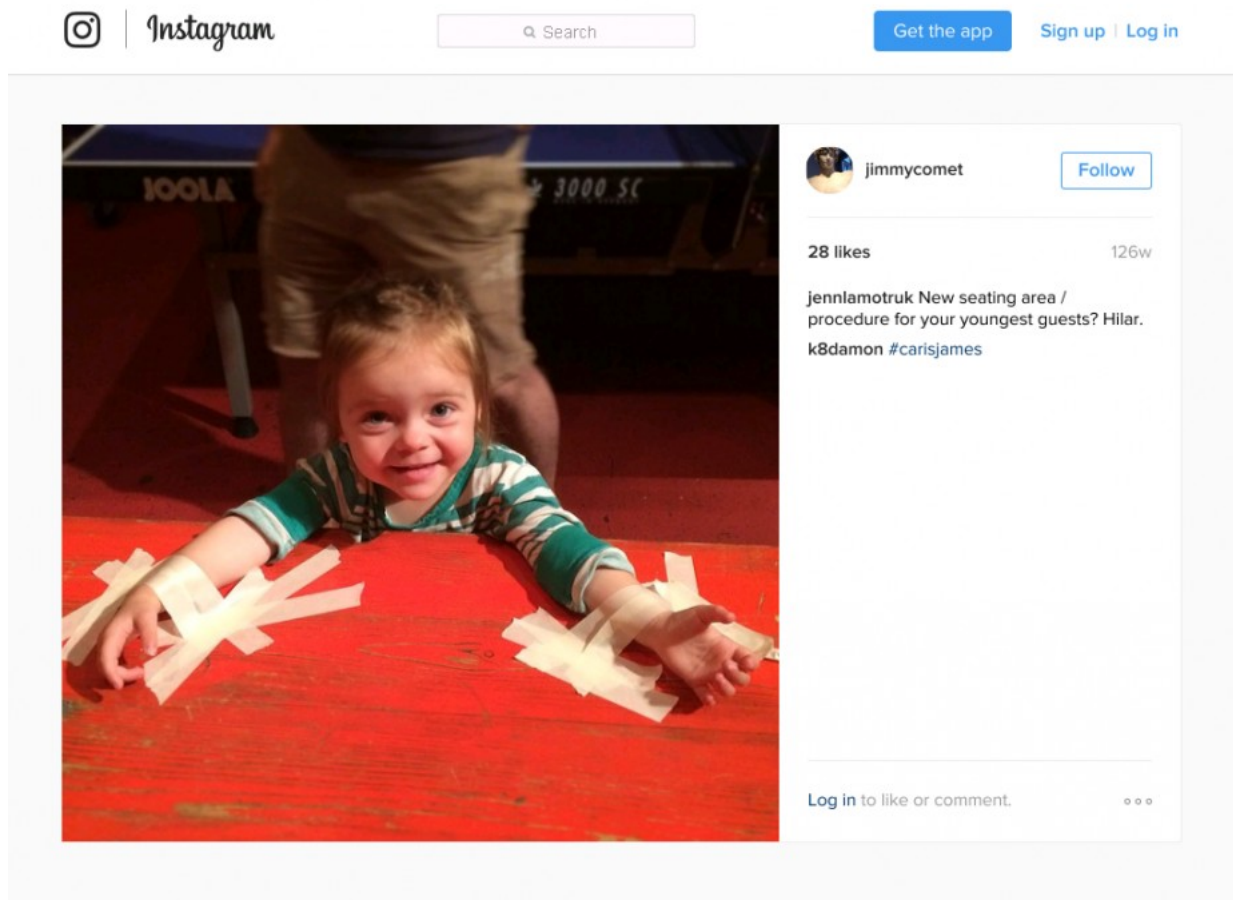 Instagram
Search
Get the app
Sign up | Log in
JOOLA
3000 SC
jimmycomet
Follow
28 likes
126w
jennlamotruk New seating area /
procedure for your youngest guests? Hilar.
k8damon #carisjames
Log in to like or comment.